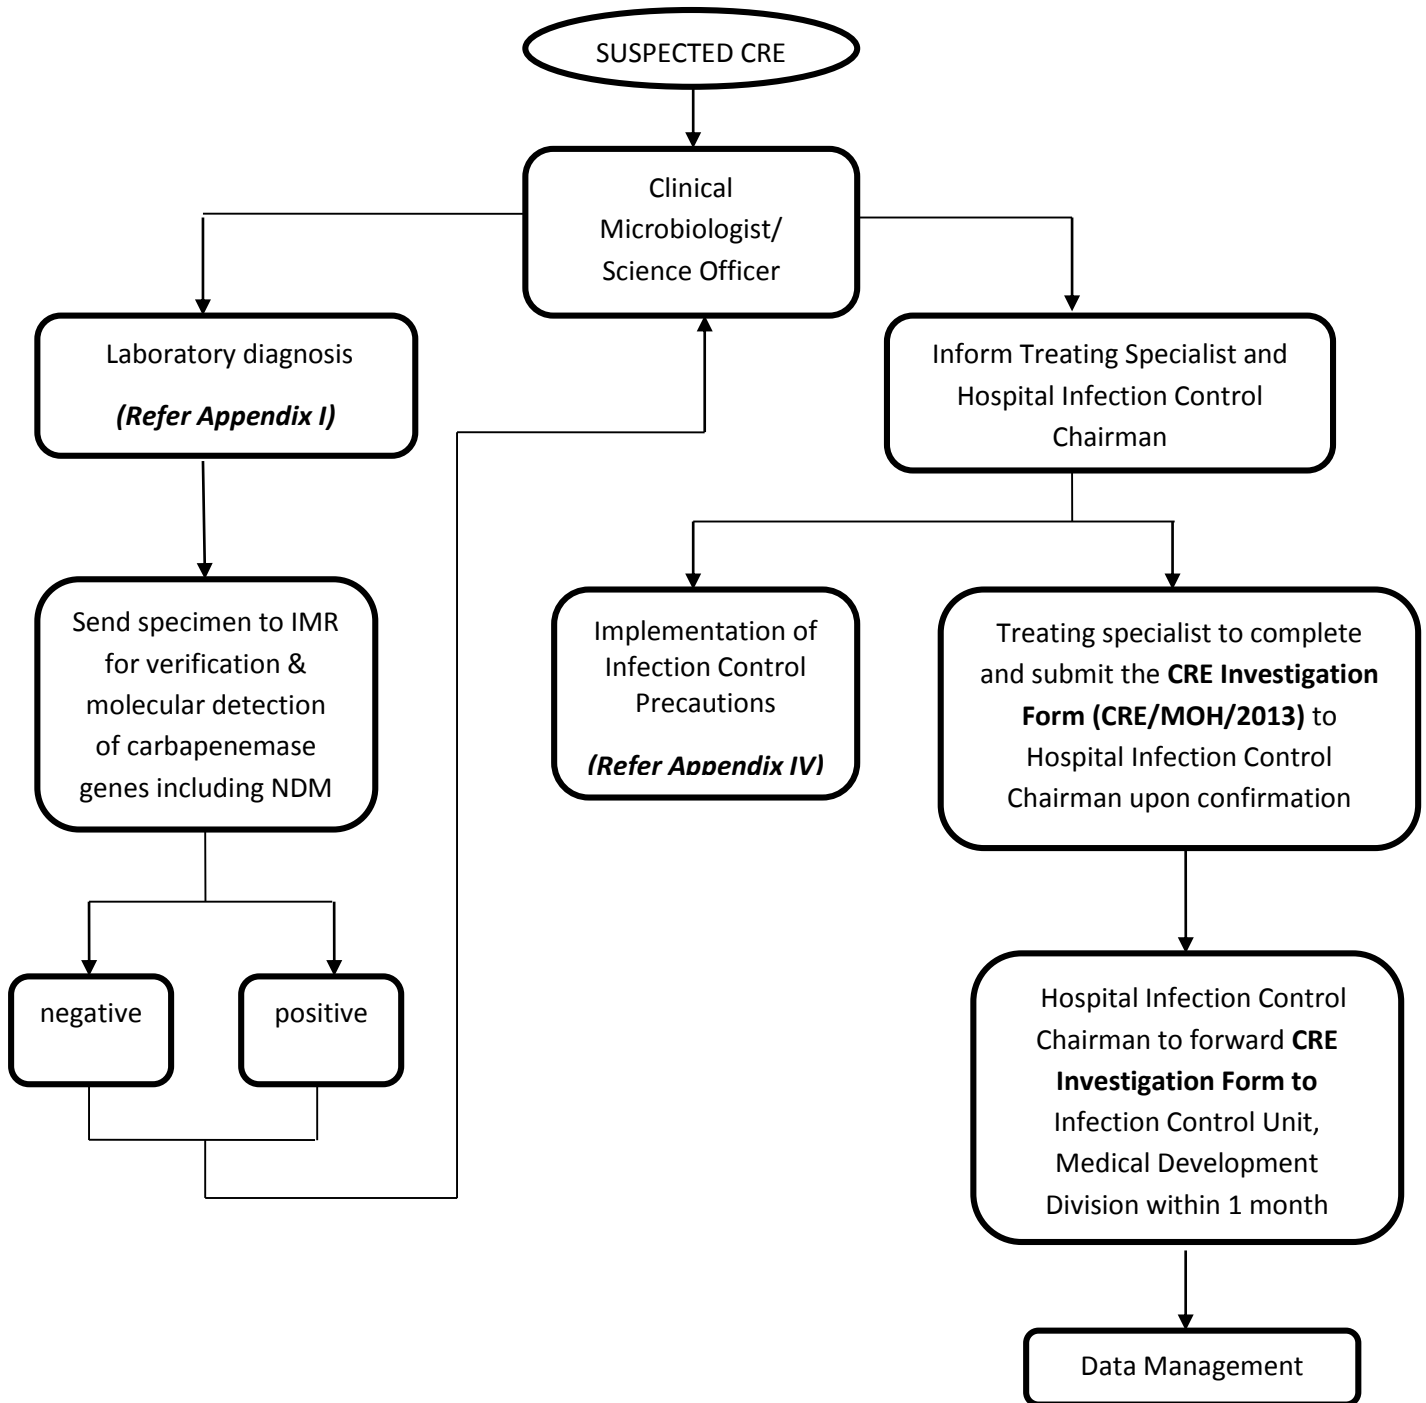 SUSPECTED CRE
Clinical
Microbiologist/
Science Officer
Laboratory diagnosis
(Refer Appendix I)
Inform Treating Specialist and
Hospital Infection Control
Chairman
Send specimen to IMR
for verification &
molecular detection
of carbapenemase
genes including NDM
Implementation of
Infection Control
Precautions
(Refer Appendix IV)
Treating specialist to complete
and submit the CRE Investigation
Form (CRE/MOH/2013) to
Hospital Infection Control
Chairman upon confirmation
negative
positive
Hospital Infection Control
Chairman to forward CRE
Investigation Form to
Infection Control Unit,
Medical Development
Division within 1 month
Data Management